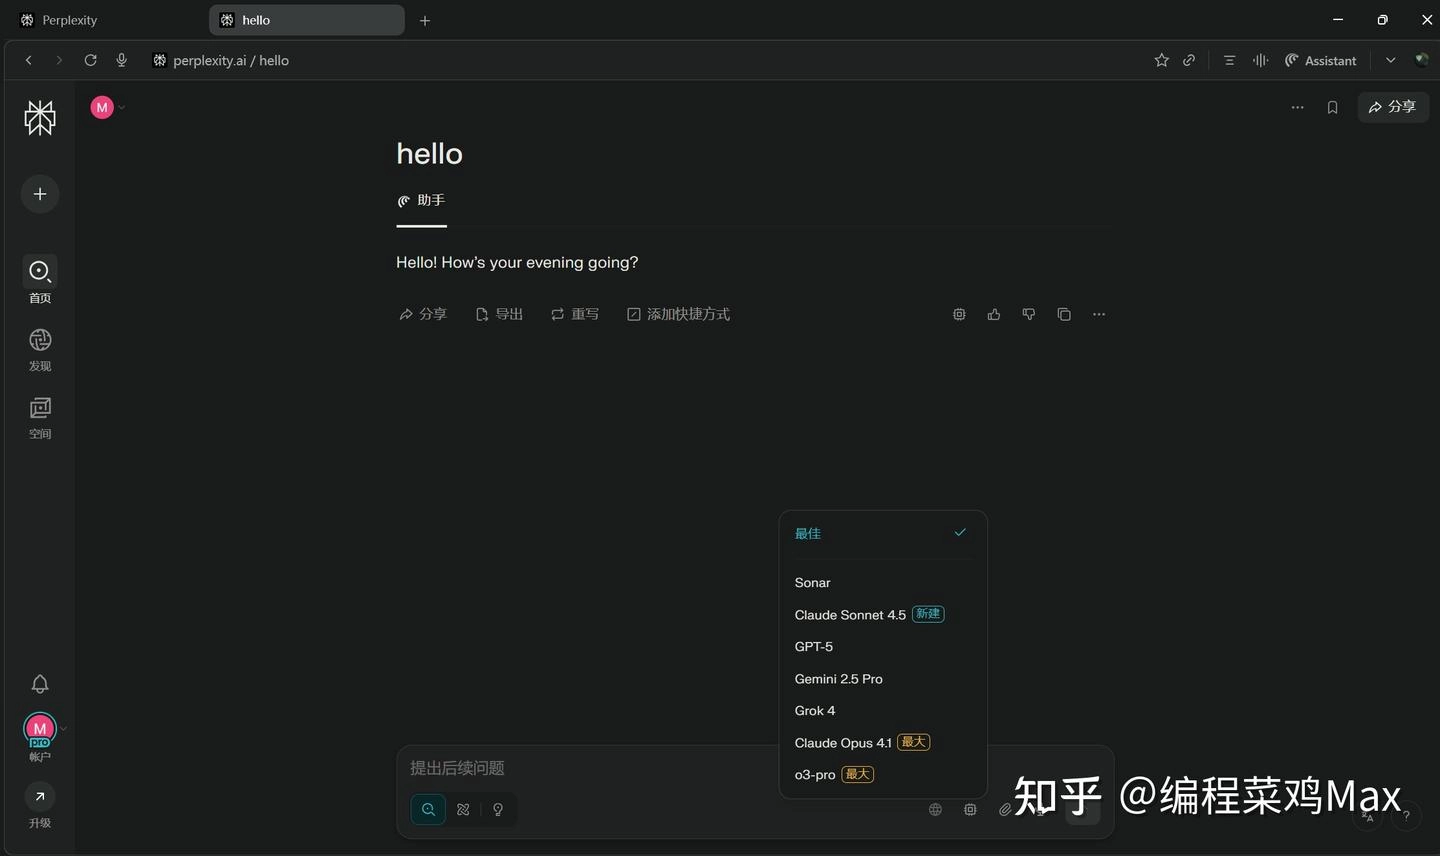 Perplexity
hello
perplexity.ai / hello
Assistant
M
分享
hello
助手
Hello! How's your evening going?
分享 导出 重写 添加快捷方式
首页
发现
空间
M
pro
帐户
升级
最佳
Sonar
Claude Sonnet 4.5 新建
GPT-5
Gemini 2.5 Pro
Grok 4
Claude Opus 4.1 最大
o3-pro 最大
提出后续问题
知乎 @编程菜鸡Max
?